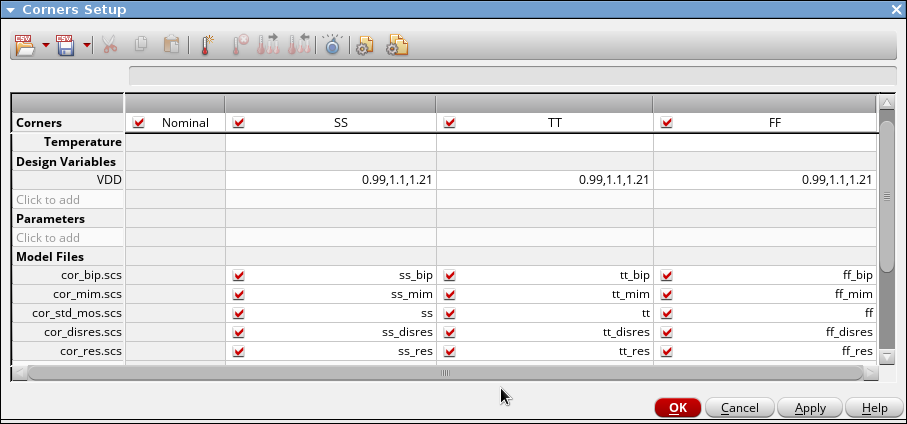 Corners Setup
Corners Nominal SS TT FF
Temperature
Design Variables
VDD 0.99,1.1,1.21 0.99,1.1,1.21 0.99,1.1,1.21
Click to add
Parameters
Click to add
Model Files
cor_bip.scs ss_bip tt_bip ff_bip
cor_mim.scs ss_mim tt_mim ff_mim
cor_std_mos.scs ss tt ff
cor_disres.scs ss_disres tt_disres ff_disres
cor_res.scs ss_res tt_res ff_res
OK Cancel Apply Help